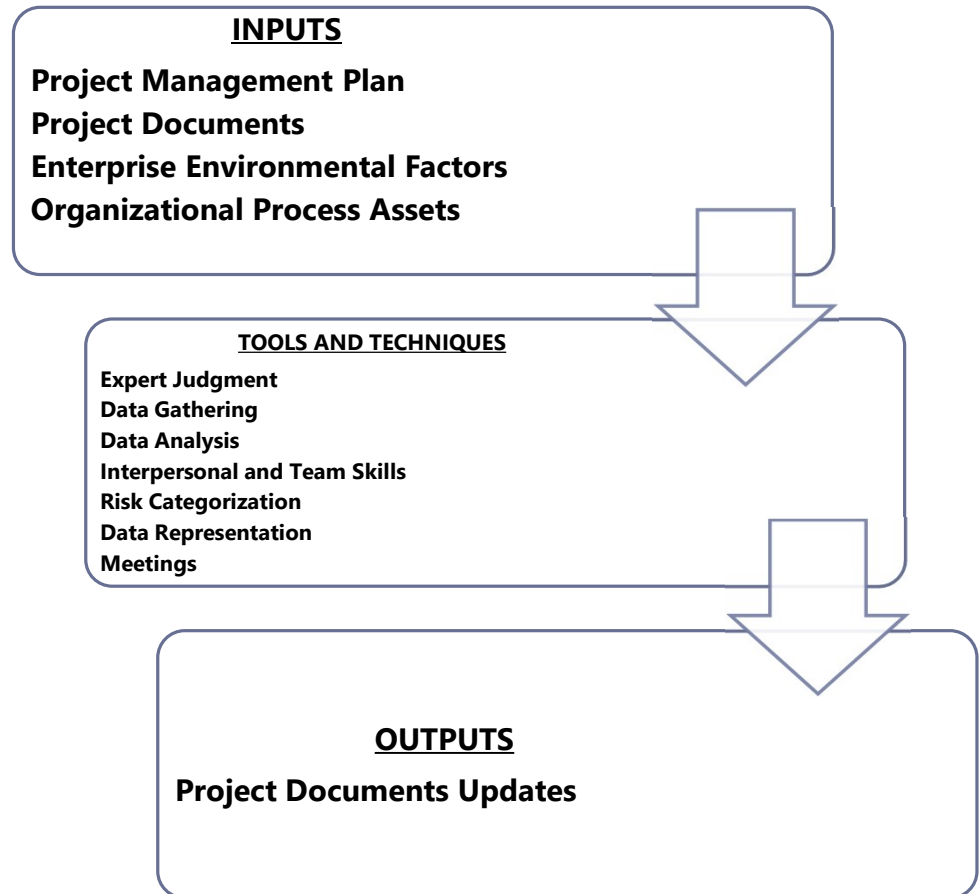 INPUTS
Project Management Plan
Project Documents
Enterprise Environmental Factors
Organizational Process Assets
TOOLS AND TECHNIQUES
Expert Judgment
Data Gathering
Data Analysis
Interpersonal and Team Skills
Risk Categorization
Data Representation
Meetings
OUTPUTS
Project Documents Updates